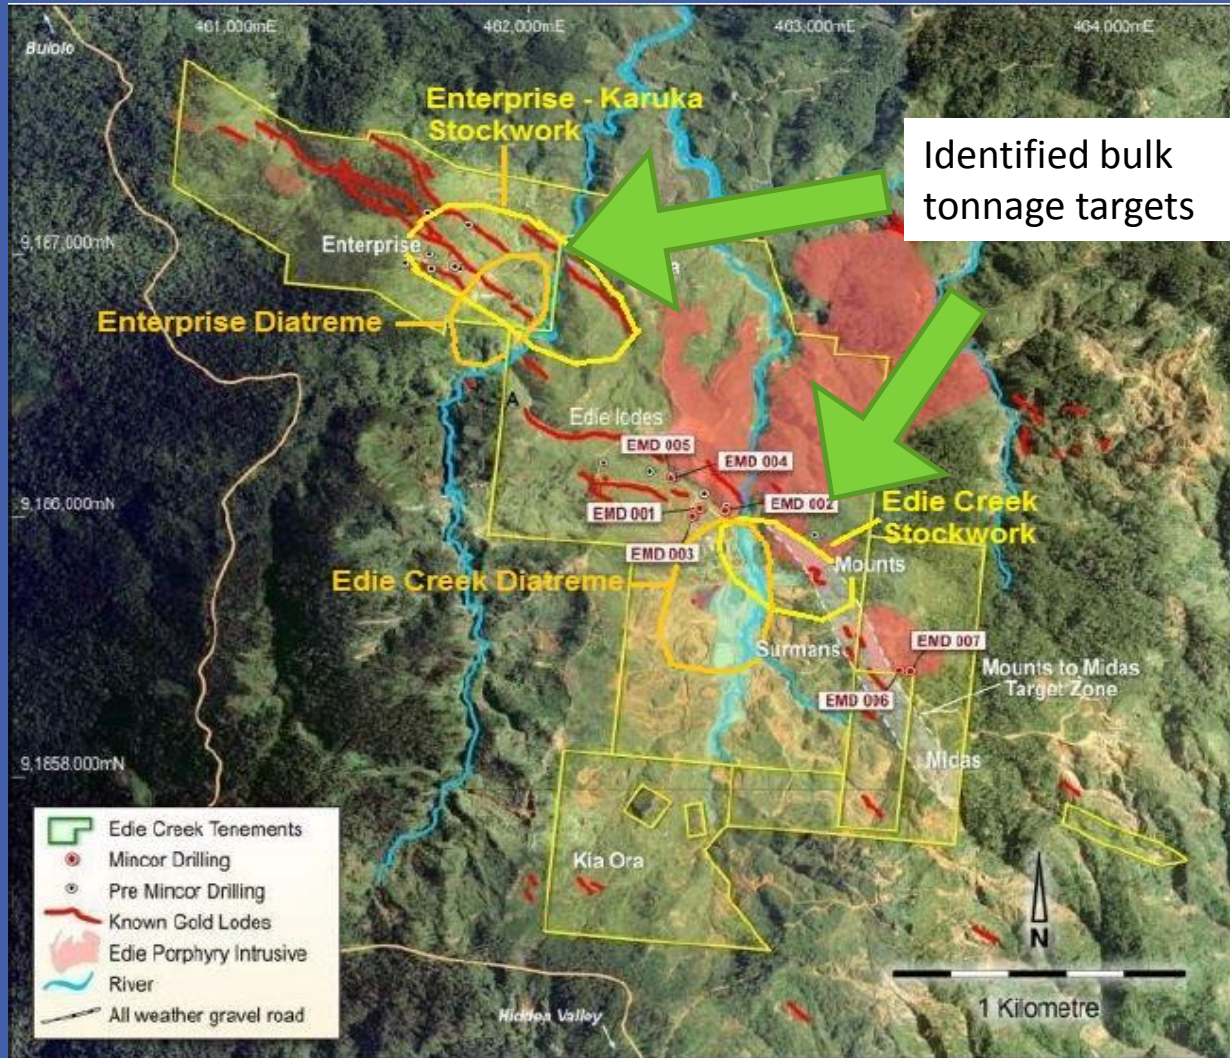 461,000mE
462,000mE
463,000mE
464,000mE
Bulolo
Enterprise - Karuka
Stockwork
Identified bulk
tonnage targets
9,187,000mN
Enterprise
Enterprise Diatreme
A
Edie lodes
EMD 005
EMD 004
9,186,000mN
EMD 001
EMD 002
Edie Creek
Stockwork
EMD 003
Edie Creek Diatreme
Mounts
EMD 007
Surmans
Mounts to Midas
Target Zone
EMD 006
9,1858,000mN
Midas
Edie Creek Tenements
Mincor Drilling
Pre Mincor Drilling
Known Gold Lodes
Edie Porphyry Intrusive
River
All weather gravel road
Kia Ora
N
1 Kilometre
Hidden Valley